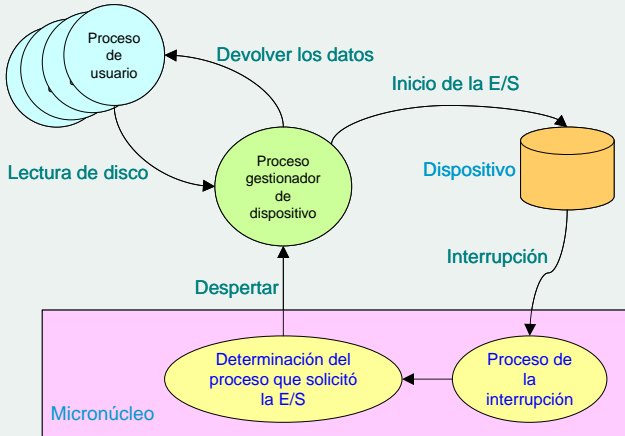 Proceso
de
usuario
Devolver los datos
Inicio de la E/S
Lectura de disco
Proceso
gestionador
de
dispositivo
Dispositivo
Interrupción
Despertar
Determinación del
proceso que solicitó
la E/S
Proceso de
la
interrupción
Micronúcleo